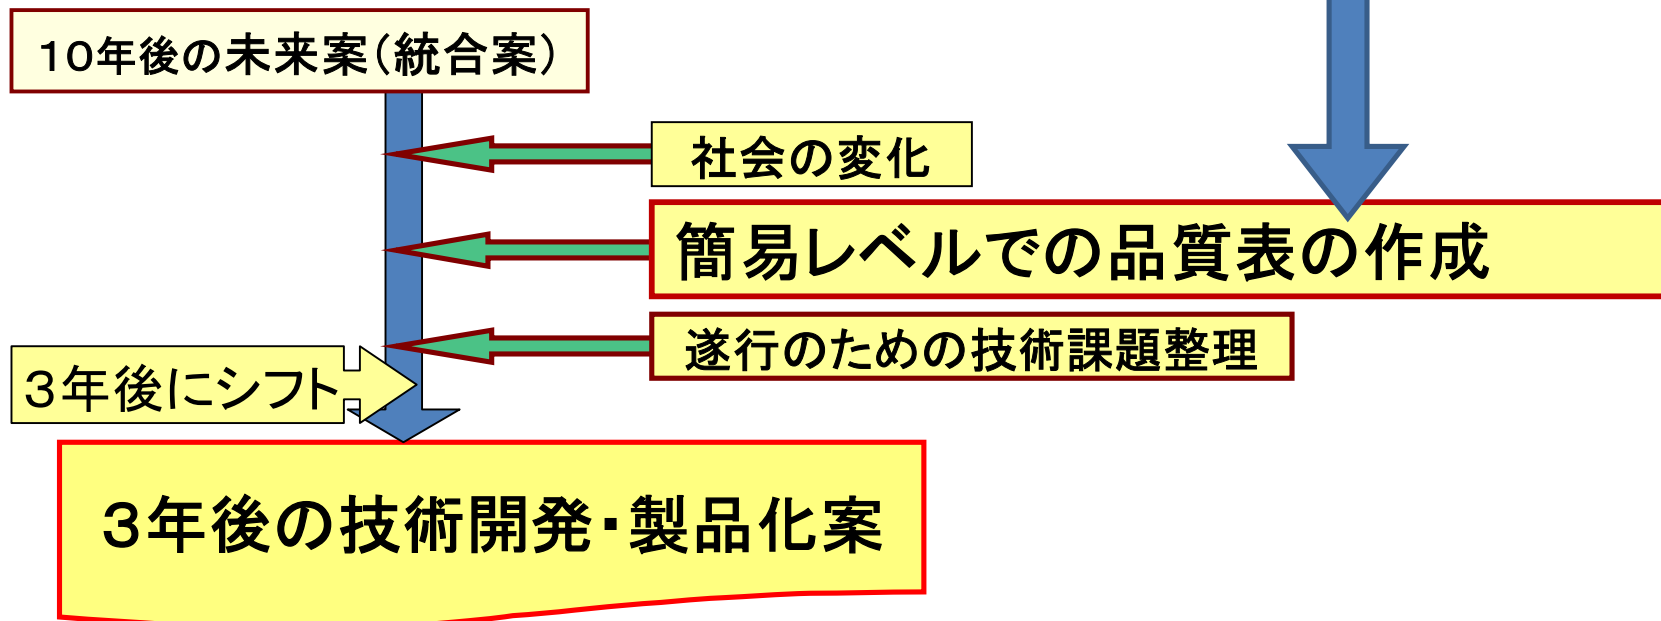 １０年後の未来案（統合案）
社会の変化
簡易レベルでの品質表の作成
遂行のための技術課題整理
３年後にシフト
３年後の技術開発・製品化案